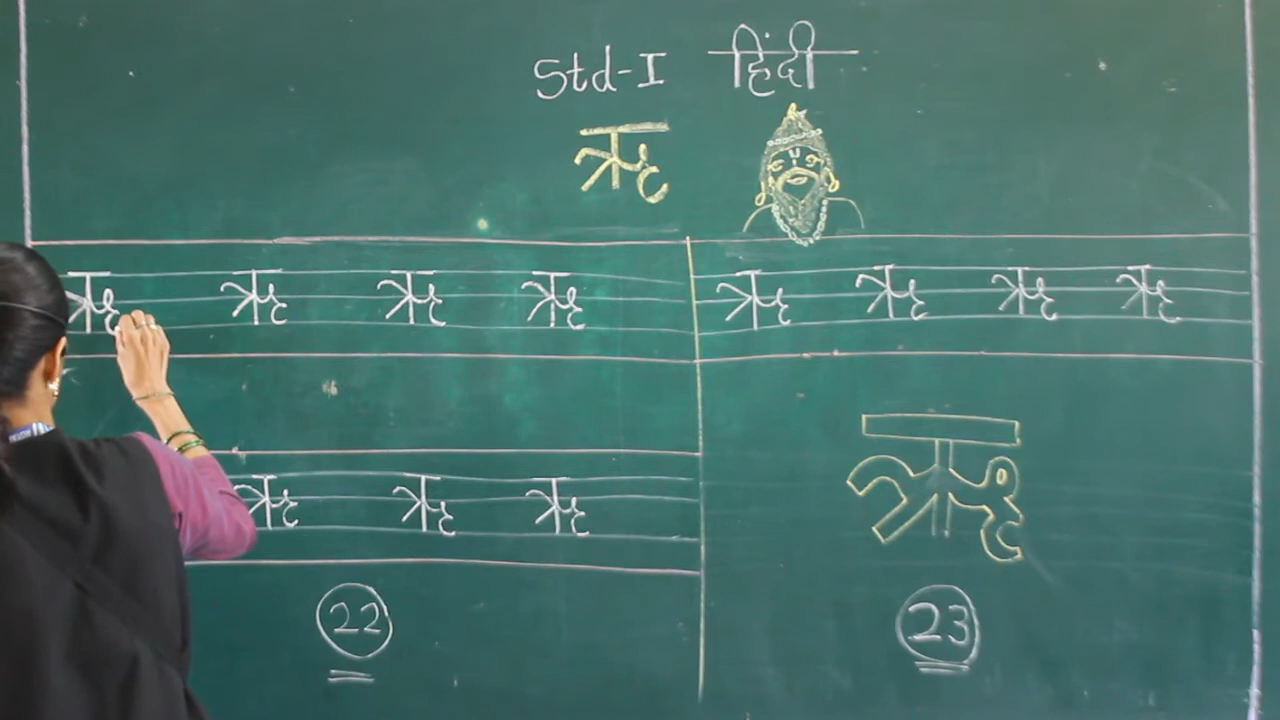 Std-I हिंदी
ऋ
ऋ ऋ ऋ ऋ
ऋ ऋ ऋ ऋ
ऋ ऋ ऋ
ऋ
22
23